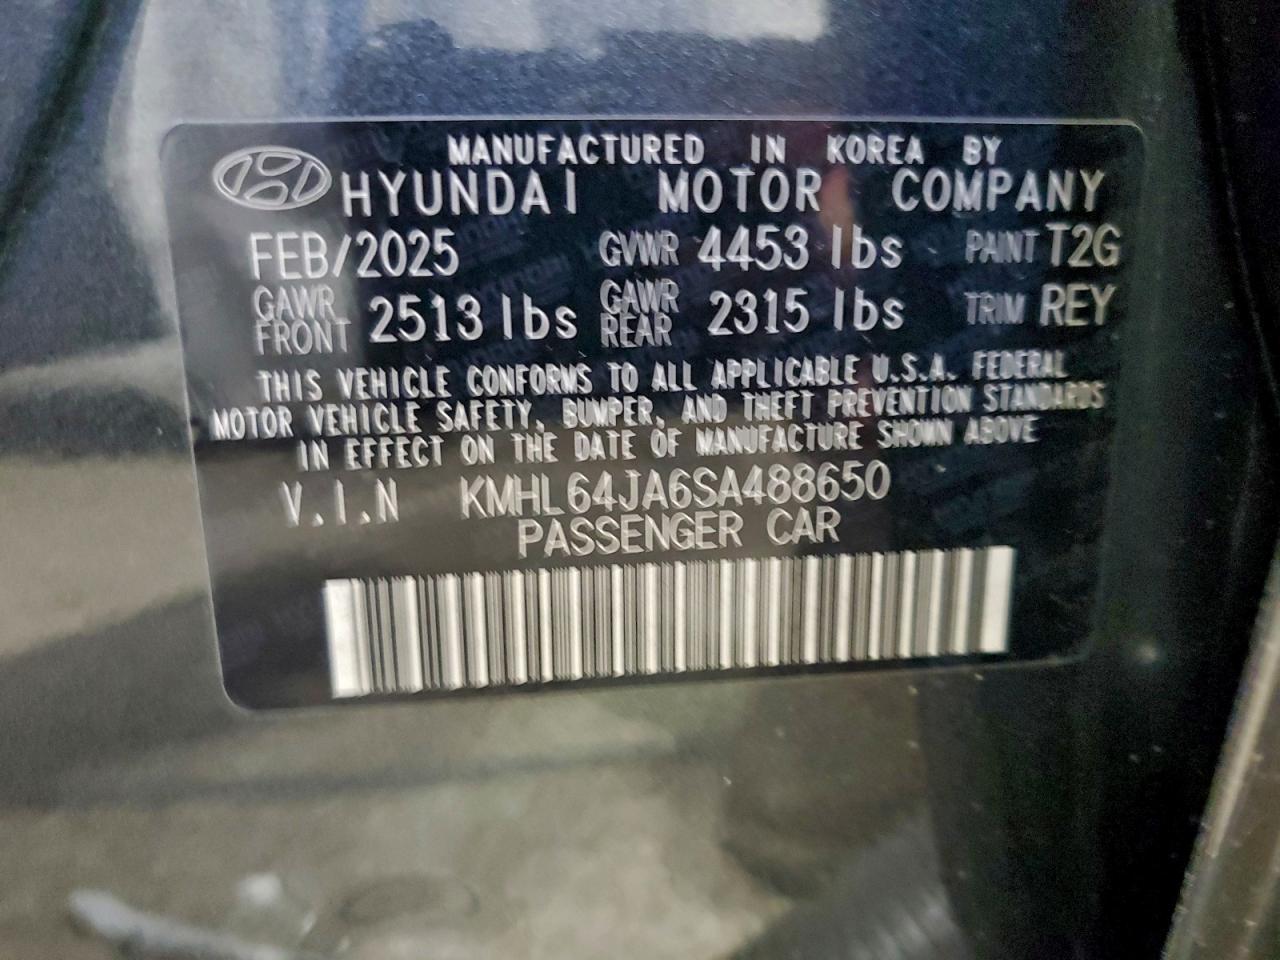 MANUFACTURED IN KOREA BY
HYUNDAI MOTOR COMPANY
FEB/2025 GVWR 4453 lbs PAINT T2G
GAWR FRONT 2513 lbs GAWR REAR 2315 lbs TRIM REY
THIS VEHICLE CONFORMS TO ALL APPLICABLE U.S.A. FEDERAL
MOTOR VEHICLE SAFETY, BUMPER, AND THEFT PREVENTION STANDARDS
IN EFFECT ON THE DATE OF MANUFACTURE SHOWN ABOVE
V.I.N KMHL64JA6SA488650
PASSENGER CAR